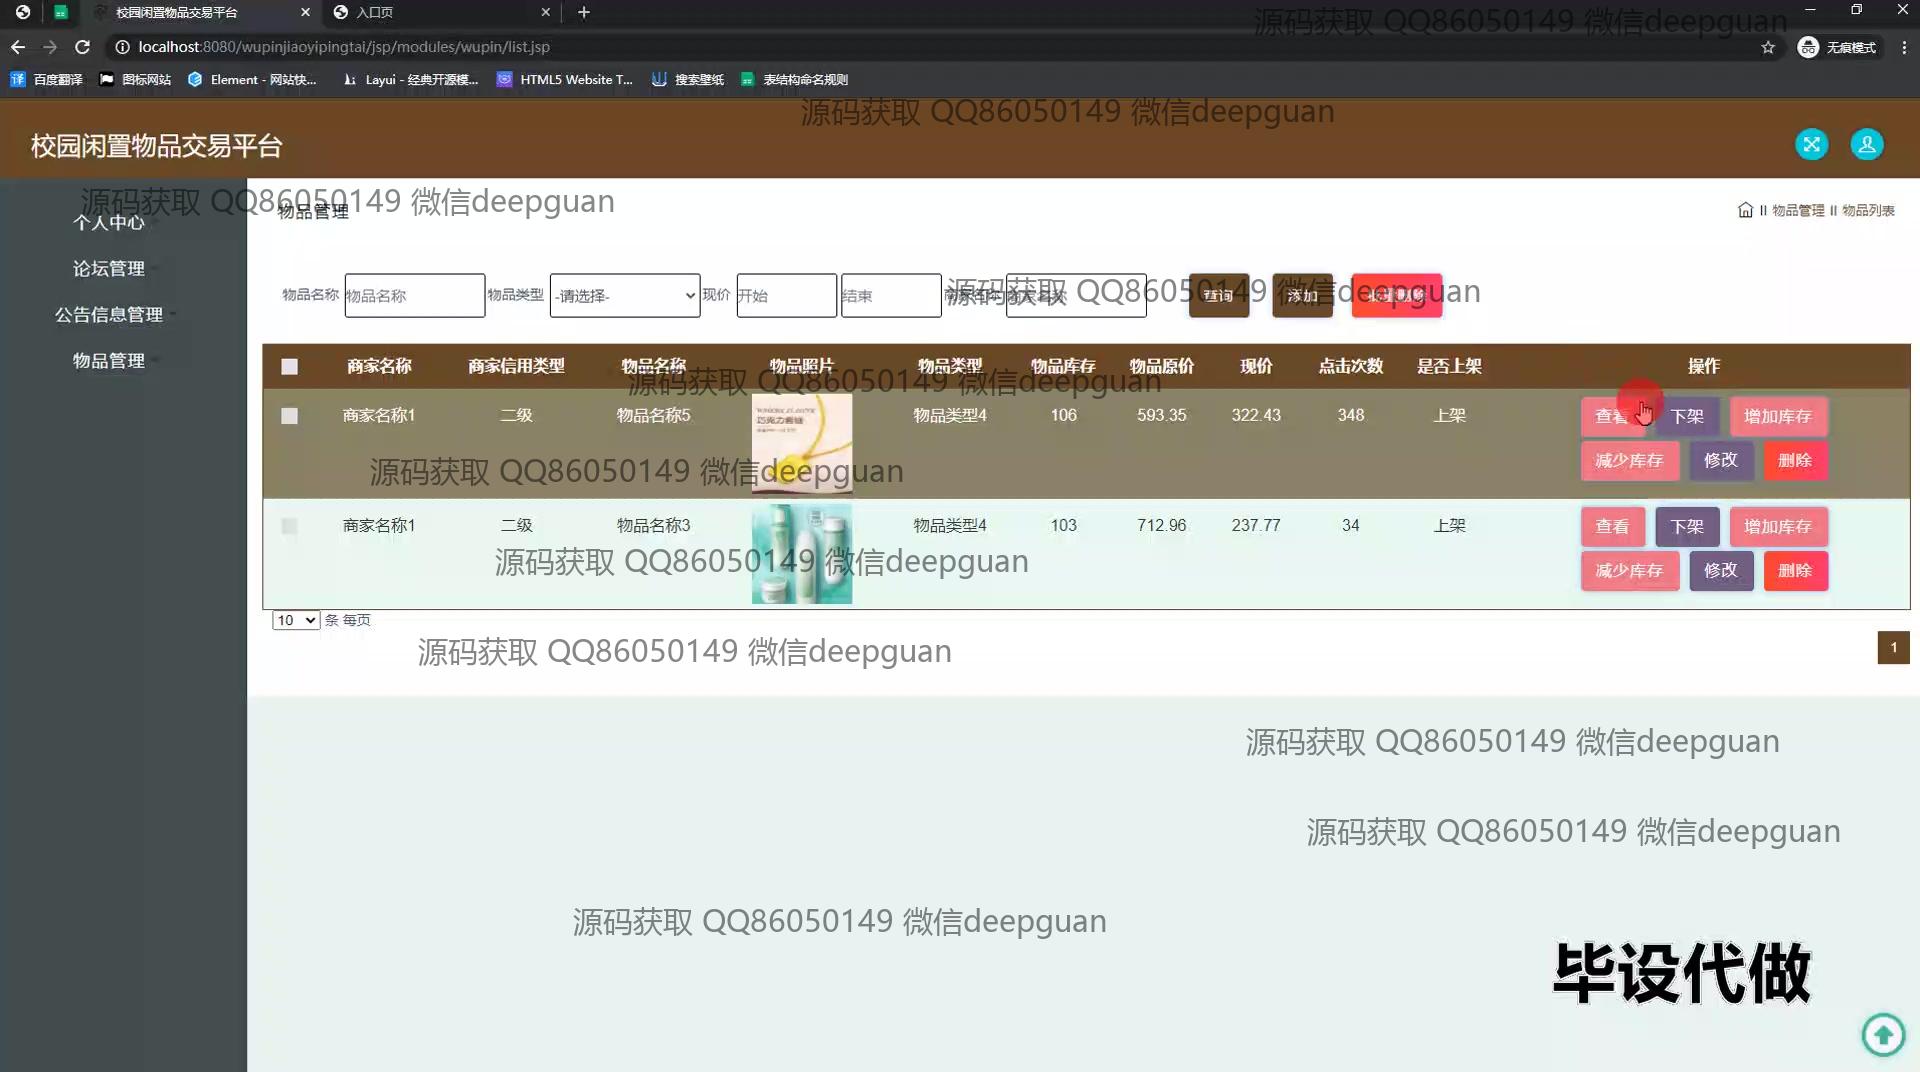 校园闲置物品交易平台
入口页
localhost:8080/wupinjiaoyipingtai/jsp/modules/wupin/list.jsp
无痕模式
百度翻译
图标网站
Element - 网站快...
Layui - 经典开源模...
HTML5 Website T...
搜索壁纸
表结构命名规则
源码获取 QQ86050149 微信deepguan
源码获取 QQ86050149 微信deepguan
校园闲置物品交易平台
源码获取 QQ86050149 微信deepguan
个人中心
论坛管理
公告信息管理
物品管理
物品管理
物品管理 II 物品列表
物品名称 物品名称
物品类型 -请选择-
现价 开始 结束
查询 添加
源码获取 QQ86050149 微信deepguan
商家名称 商家信用类型 物品名称 物品照片 物品类型 物品库存 物品原价 现价 点击次数 是否上架 操作
源码获取 QQ86050149 微信deepguan
商家名称1 二级 物品名称5 物品类型4 106 593.35 322.43 348 上架 查看 下架 增加库存
巧克力套链
减少库存 修改 删除
源码获取 QQ86050149 微信deepguan
商家名称1 二级 物品名称3 物品类型4 103 712.96 237.77 34 上架 查看 下架 增加库存
减少库存 修改 删除
源码获取 QQ86050149 微信deepguan
10 条 每页
1
源码获取 QQ86050149 微信deepguan
源码获取 QQ86050149 微信deepguan
源码获取 QQ86050149 微信deepguan
源码获取 QQ86050149 微信deepguan
毕设代做